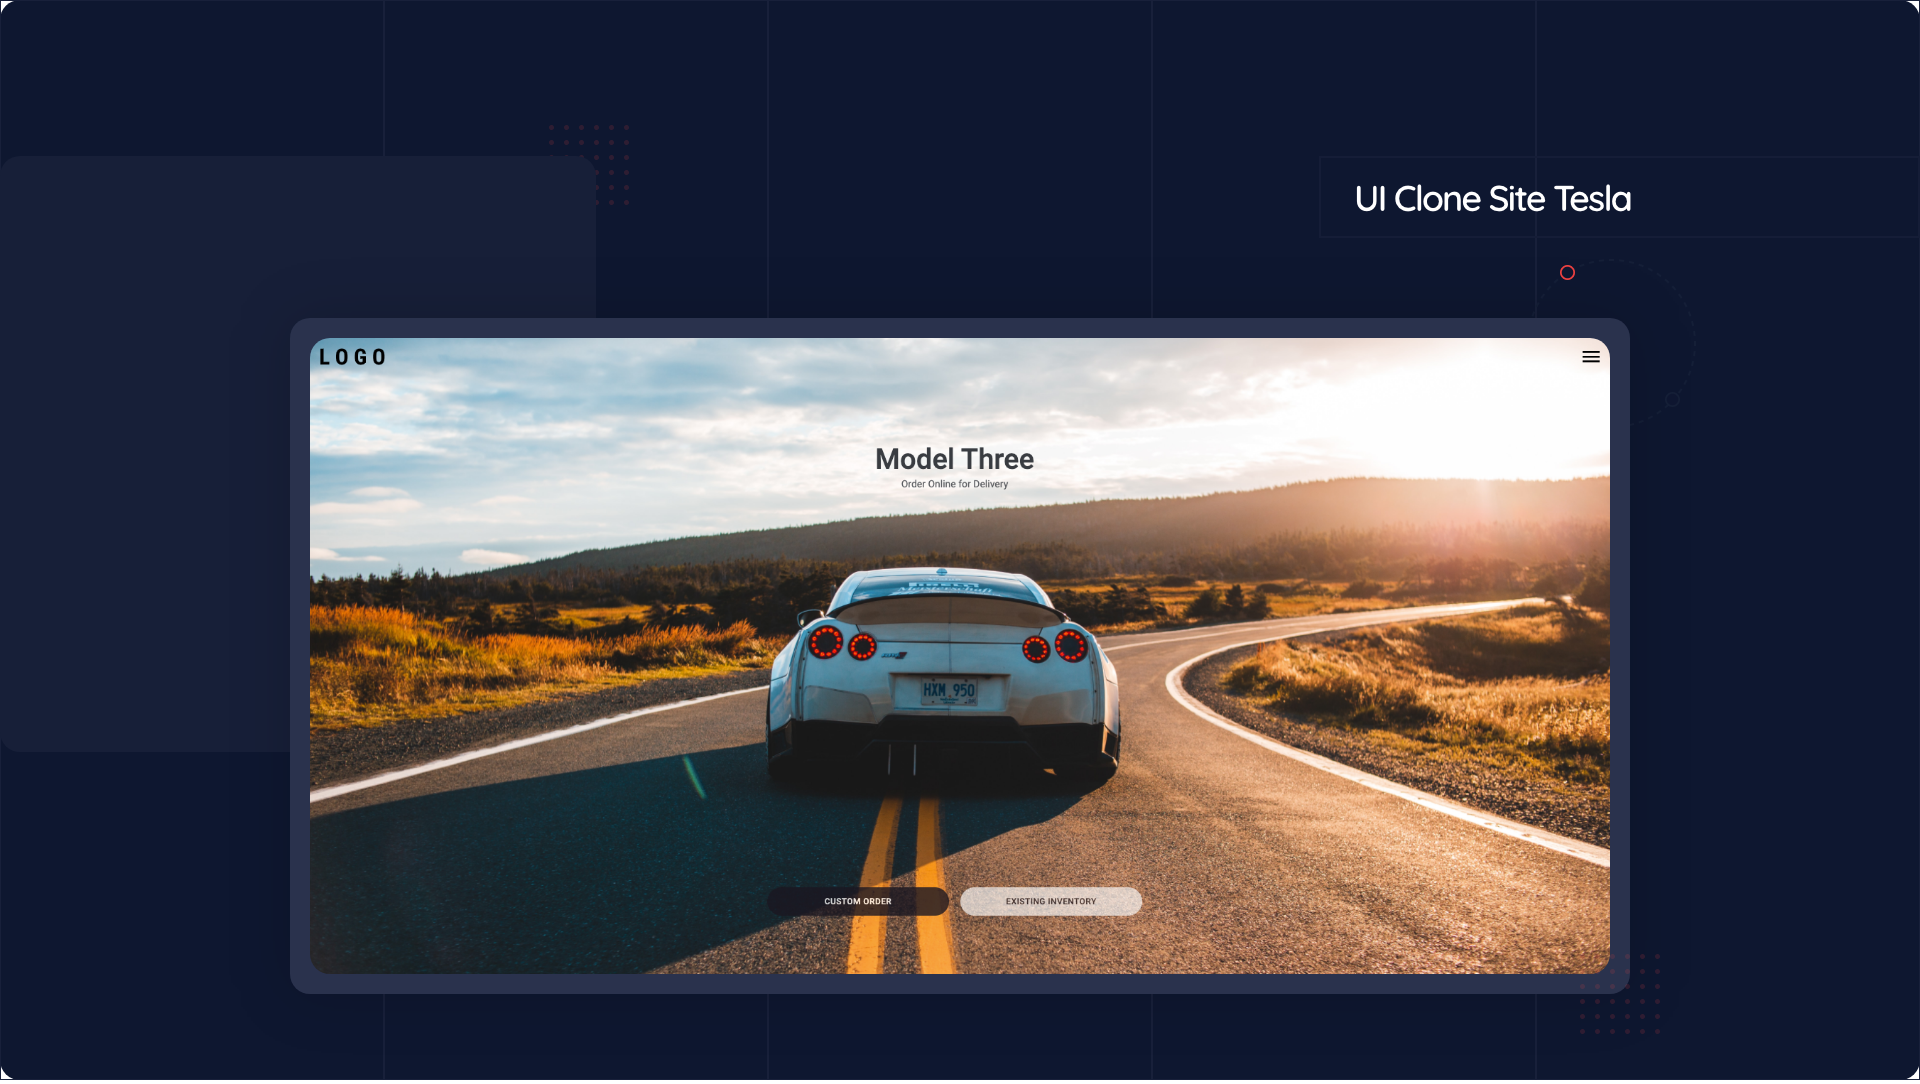 UI Clone Site Tesla
LOGO
Model Three
Order Online for Delivery
HXM 950
CUSTOM ORDER
EXISTING INVENTORY